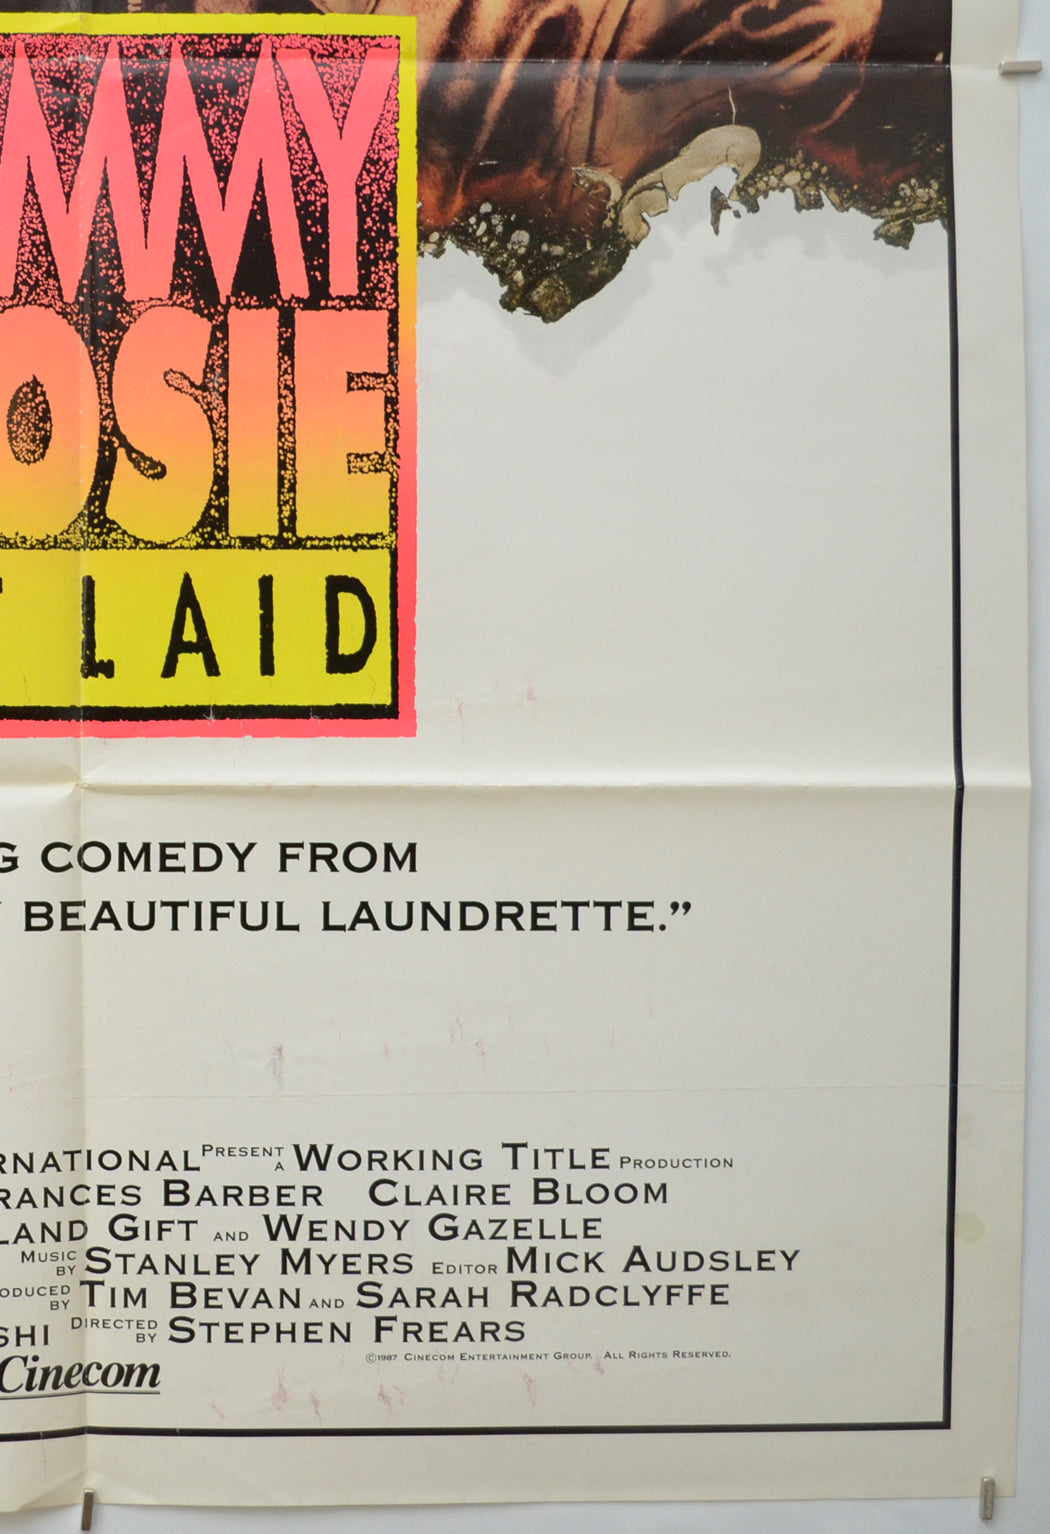 MMY
OSIE
LAID
G COMEDY FROM
BEAUTIFUL LAUNDRETTE.”
RNATIONAL PRESENT A WORKING TITLE PRODUCTION
RANCES BARBER CLAIRE BLOOM
LAND GIFT AND WENDY GAZELLE
MUSIC BY STANLEY MYERS EDITOR MICK AUDSLEY
ODUCED BY TIM BEVAN AND SARAH RADCLYFFE
SHI DIRECTED BY STEPHEN FREARS
Cinecom
©1987 CINECOM ENTERTAINMENT GROUP. ALL RIGHTS RESERVED.